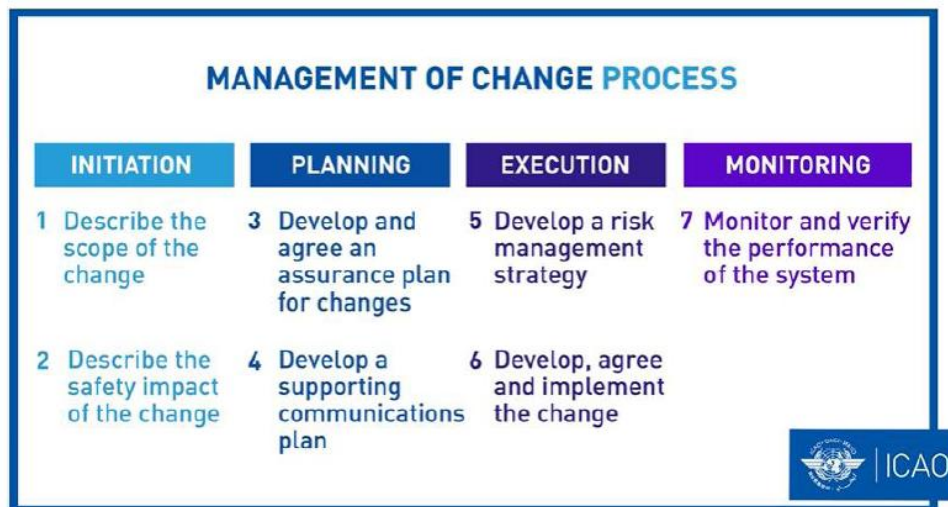 MANAGEMENT OF CHANGE PROCESS
INITIATION
1 Describe the
scope of the
change
2 Describe the
safety impact
of the change
PLANNING
3 Develop and
agree an
assurance plan
for changes
4 Develop a
supporting
communications
plan
EXECUTION
5 Develop a risk
management
strategy
6 Develop, agree
and implement
the change
MONITORING
7 Monitor and verify
the performance
of the system
ICAO